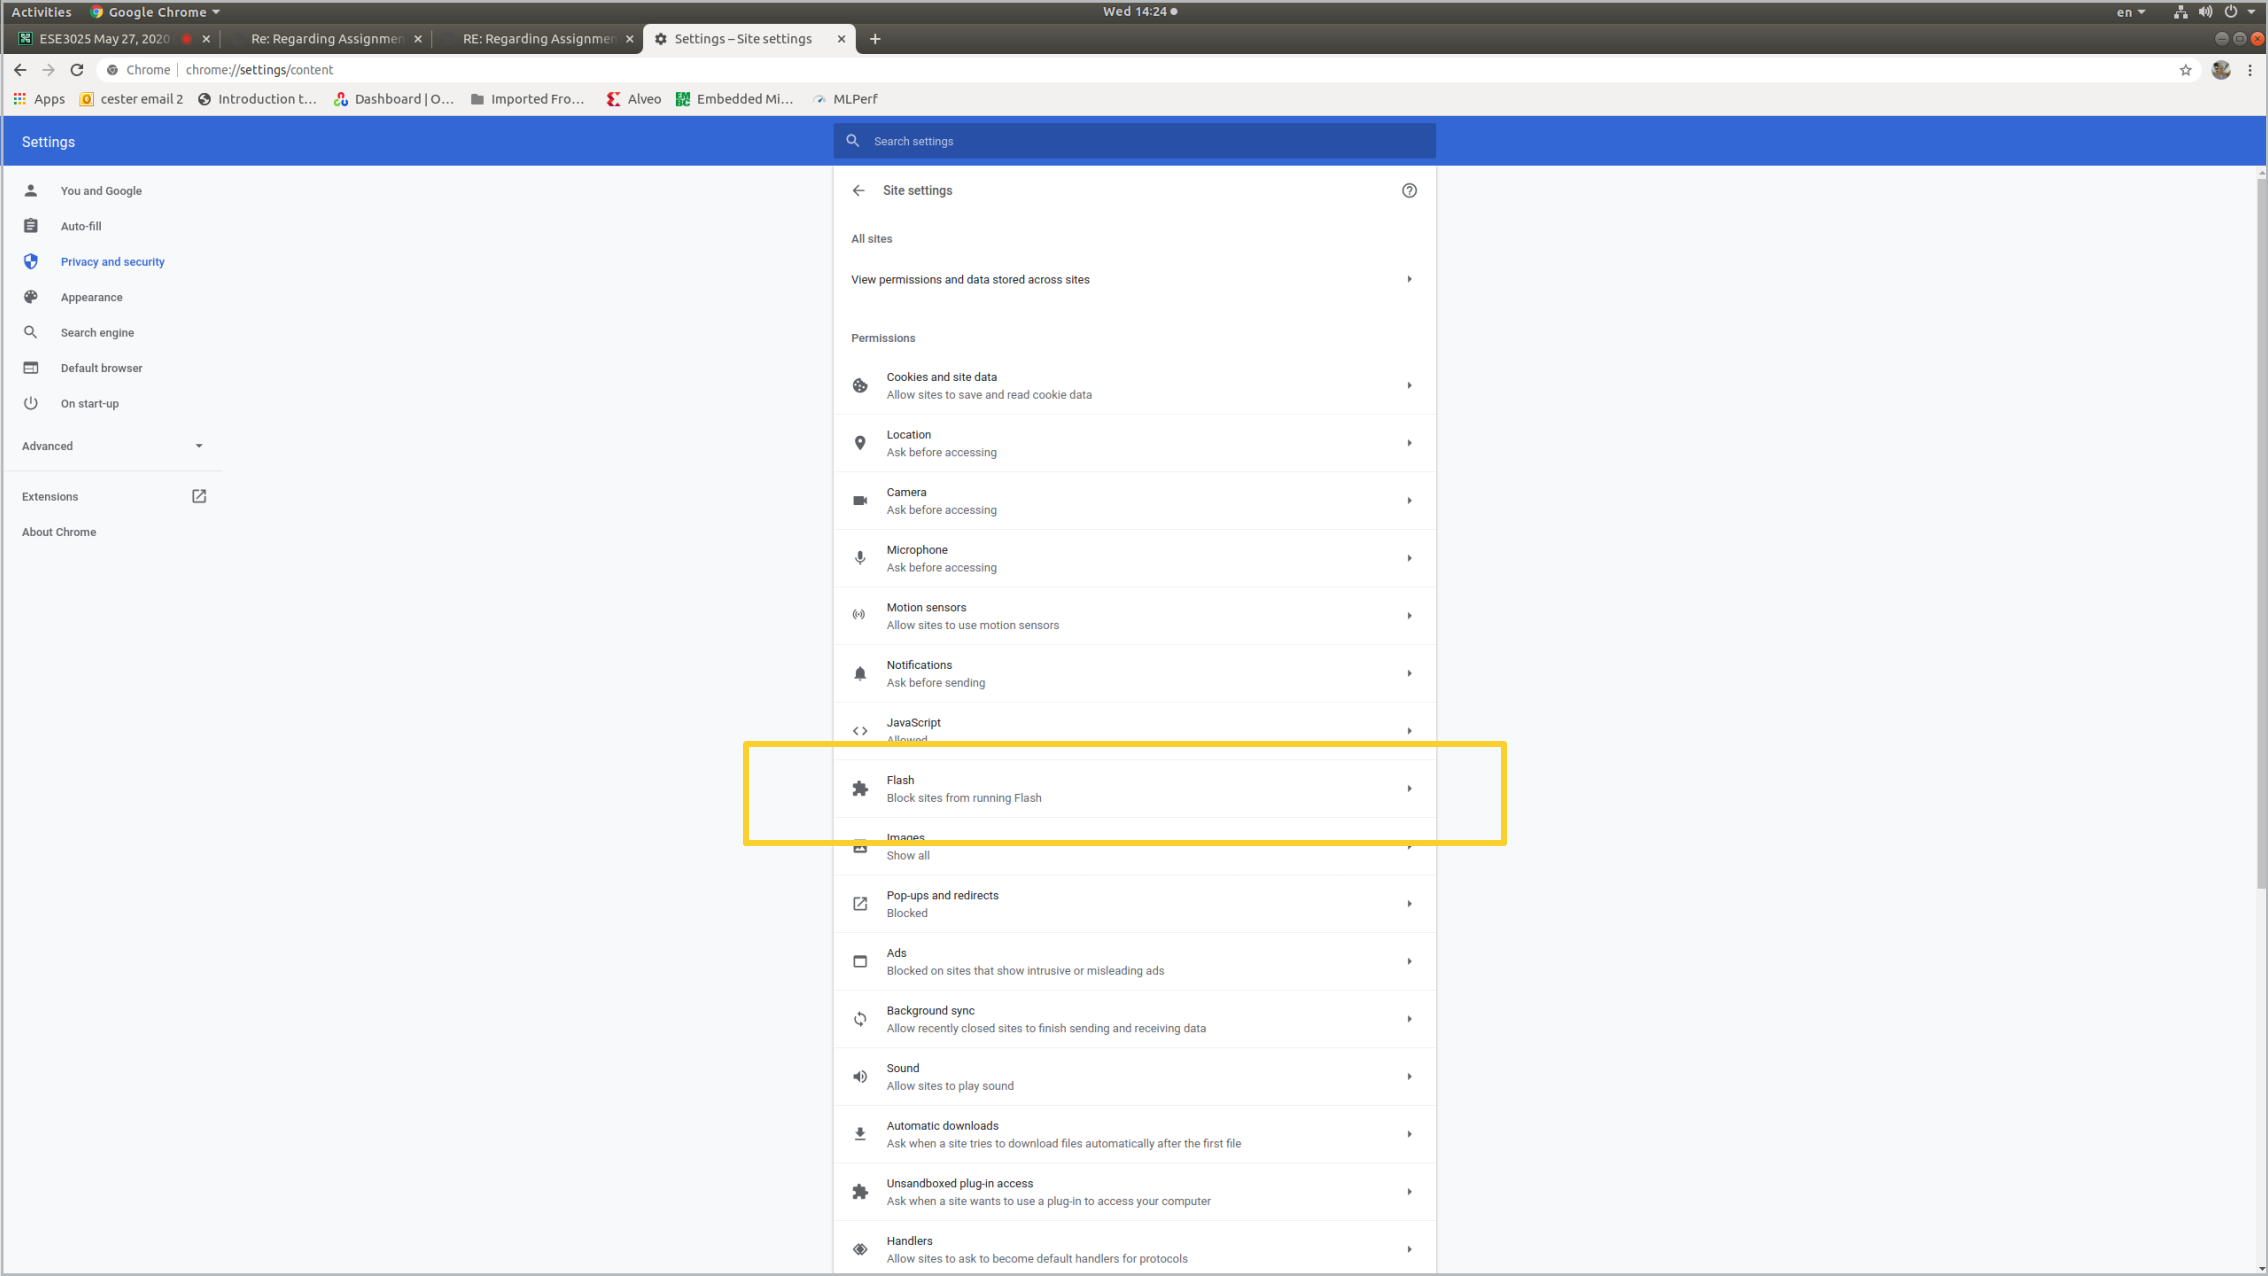 Activities Google Chrome Wed 14:24 en
ESE3025 May 27, 2020 Re: Regarding Assignmen RE: Regarding Assignmen Settings – Site settings
Chrome chrome://settings/content
Apps cester email 2 Introduction t... Dashboard | O... Imported Fro... Alveo Embedded Mi... MLPerf
Settings
Search settings
You and Google
Auto-fill
Privacy and security
Appearance
Search engine
Default browser
On start-up
Advanced
Extensions
About Chrome
Site settings
All sites
View permissions and data stored across sites
Permissions
Cookies and site data
Allow sites to save and read cookie data
Location
Ask before accessing
Camera
Ask before accessing
Microphone
Ask before accessing
Motion sensors
Allow sites to use motion sensors
Notifications
Ask before sending
JavaScript
Allowed
Flash
Block sites from running Flash
Images
Show all
Pop-ups and redirects
Blocked
Ads
Blocked on sites that show intrusive or misleading ads
Background sync
Allow recently closed sites to finish sending and receiving data
Sound
Allow sites to play sound
Automatic downloads
Ask when a site tries to download files automatically after the first file
Unsandboxed plug-in access
Ask when a site wants to use a plug-in to access your computer
Handlers
Allow sites to ask to become default handlers for protocols